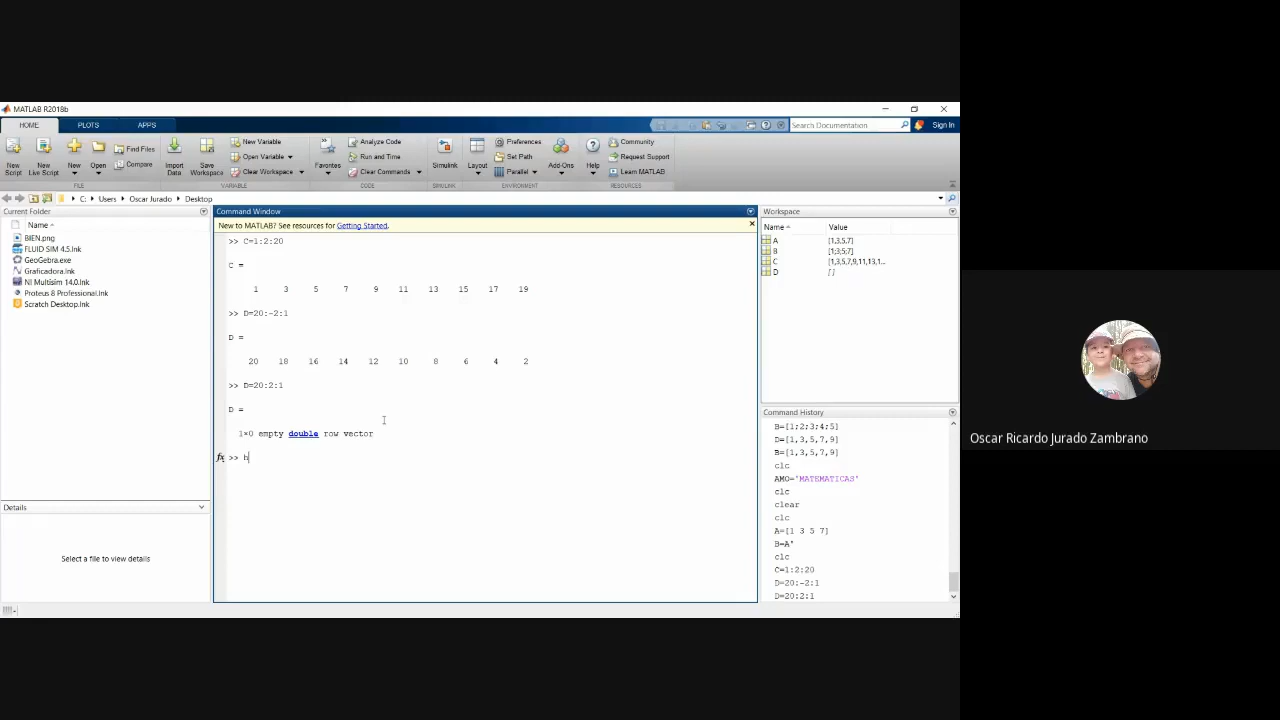 MATLAB R2018b
HOME PLOTS APPS Search Documentation Sign In
New Script New Live Script New Open Find Files Compare Import Data Save Workspace New Variable Open Variable Clear Workspace Favorites Analyze Code Run and Time Clear Commands Simulink Layout Preferences Set Path Parallel Add-Ons Help Community Request Support Learn MATLAB
FILE VARIABLE CODE SIMULINK ENVIRONMENT RESOURCES
C: Users Oscar Jurado Desktop
Current Folder
Name
BIEN.png
FLUID SIM 4.5.lnk
GeoGebra.exe
Graficadora.lnk
NI Multisim 14.0.lnk
Proteus 8 Professional.lnk
Scratch Desktop.lnk
Details
Select a file to view details
Command Window
New to MATLAB? See resources for Getting Started.
>> C=1:2:20
C =
1 3 5 7 9 11 13 15 17 19
>> D=20:-2:1
D =
20 18 16 14 12 10 8 6 4 2
>> D=20:2:1
D =
1×0 empty double row vector
fx >> h
Workspace
Name Value
A [1,3,5,7]
B [1;3;5;7]
C [1,3,5,7,9,11,13,1...
D []
Command History
B=[1;2;3;4;5]
D=[1,3,5,7,9]
B=[1,3,5,7,9]
clc
AMO='MATEMATICAS'
clc
clear
clc
A=[1 3 5 7]
B=A'
clc
C=1:2:20
D=20:-2:1
D=20:2:1
Oscar Ricardo Jurado Zambrano